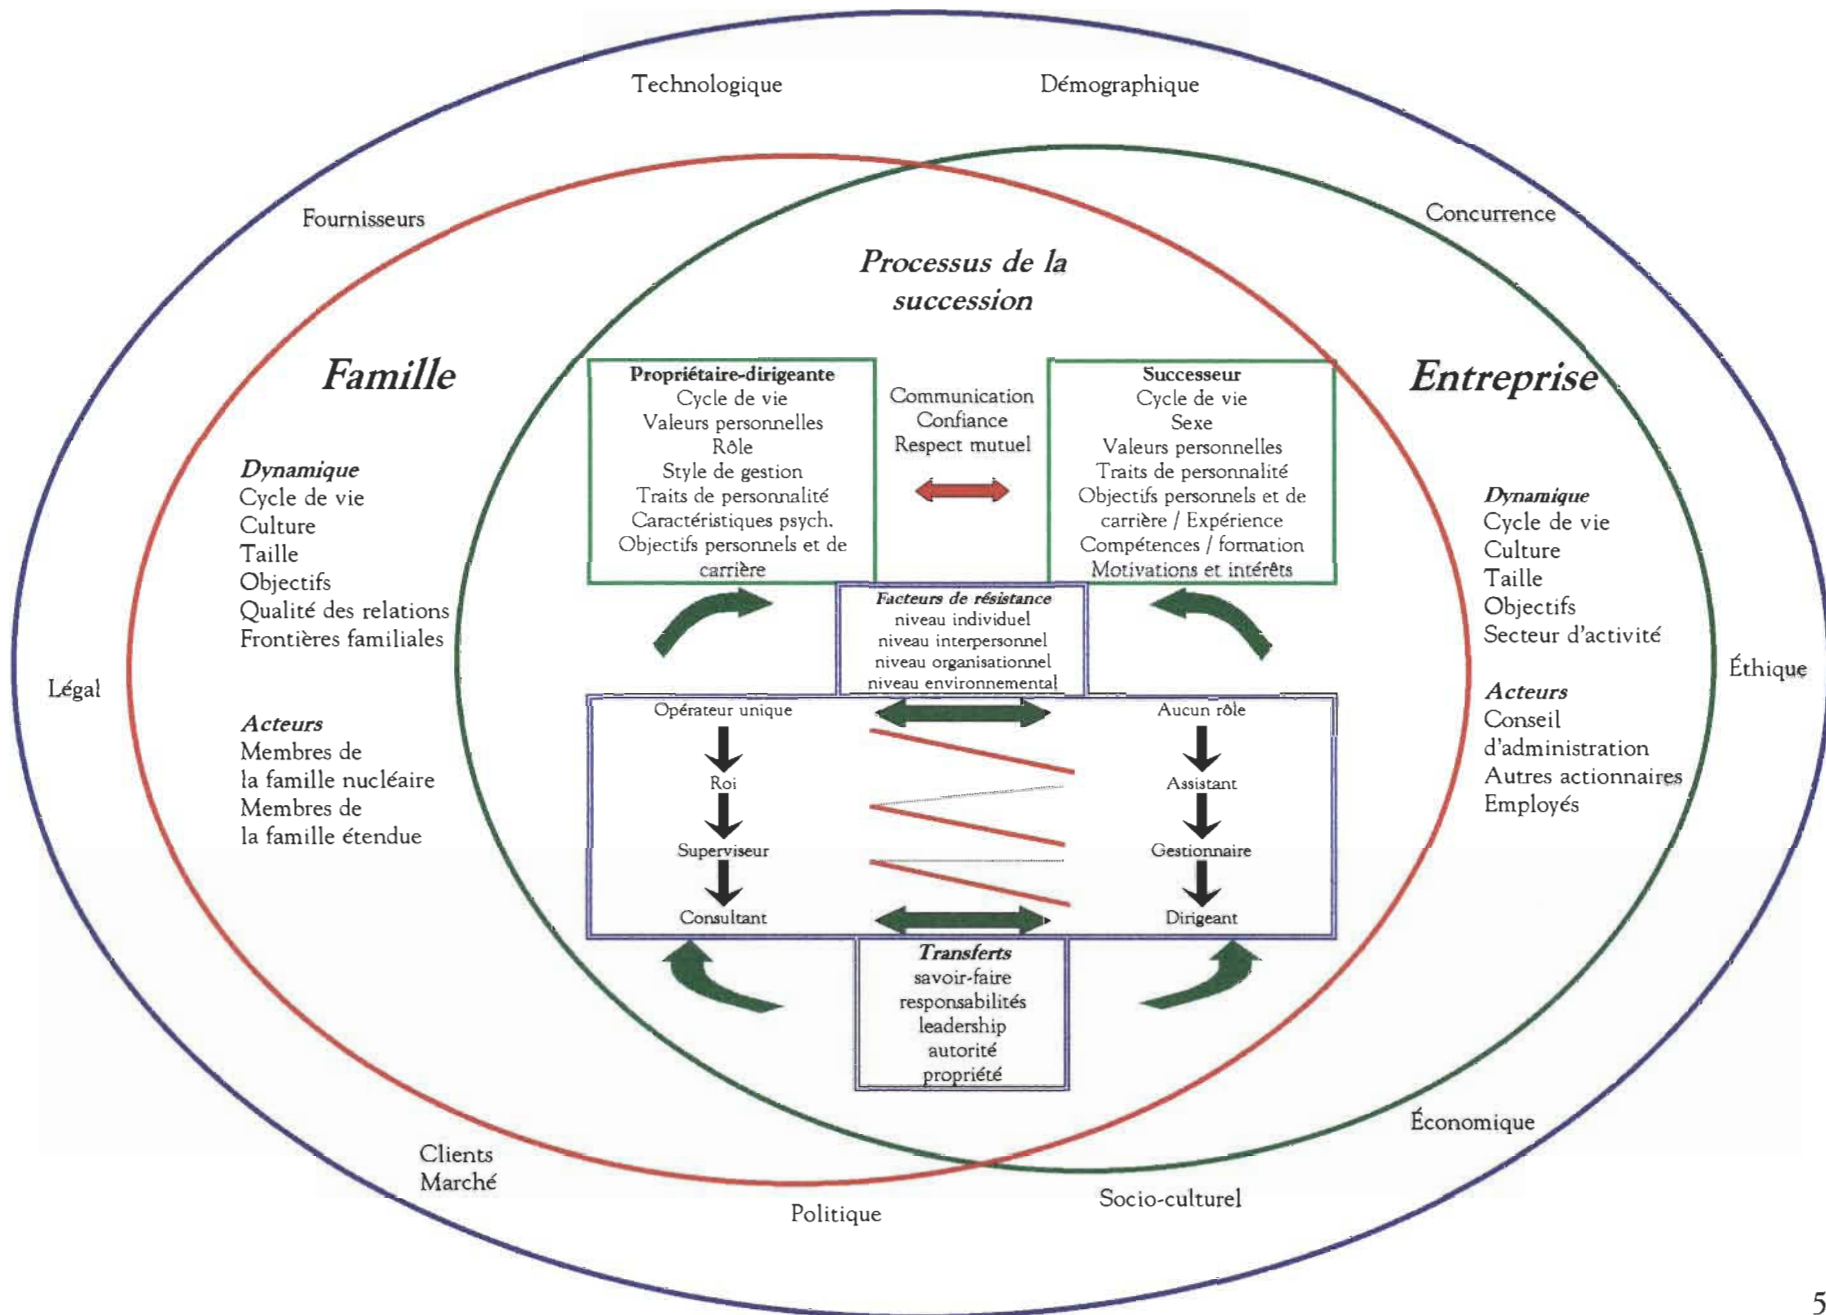 Technologique
Démographique
Fournisseurs
Concurrence
Processus de la
succession
Famille
Entreprise
Propriétaire-dirigeante
Cycle de vie
Valeurs personnelles
Rôle
Style de gestion
Traits de personnalité
Caractéristiques psych.
Objectifs personnels et de
carrière
Communication
Confiance
Respect mutuel
Successeur
Cycle de vie
Sexe
Valeurs personnelles
Traits de personnalité
Objectifs personnels et de
carrière / Expérience
Compétences / formation
Motivations et intérêts
Dynamique
Cycle de vie
Culture
Taille
Objectifs
Qualité des relations
Frontières familiales
Dynamique
Cycle de vie
Culture
Taille
Objectifs
Secteur d'activité
Facteurs de résistance
niveau individuel
niveau interpersonnel
niveau organisationnel
niveau environnemental
Légal
Éthique
Acteurs
Membres de
la famille nucléaire
Membres de
la famille étendue
Acteurs
Conseil
d'administration
Autres actionnaires
Employés
Opérateur unique
Roi
Superviseur
Consultant
Aucun rôle
Assistant
Gestionnaire
Dirigeant
Transferts
savoir-faire
responsabilités
leadership
autorité
propriété
Économique
Clients
Marché
Politique
Socio-culturel
5